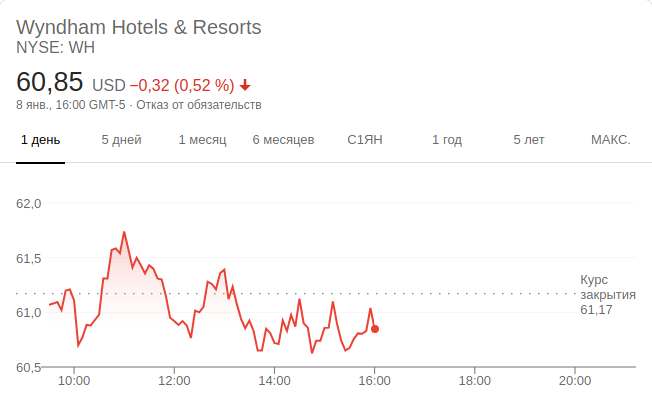 Wyndham Hotels & Resorts
NYSE: WH
60,85 USD −0,32 (0,52 %)
8 янв., 16:00 GMT-5 · Отказ от обязательств
1 день 5 дней 1 месяц 6 месяцев С1ЯН 1 год 5 лет МАКС.
62,0
61,5
Курс
закрытия
61,17
61,0
60,5
10:00 12:00 14:00 16:00 18:00 20:00